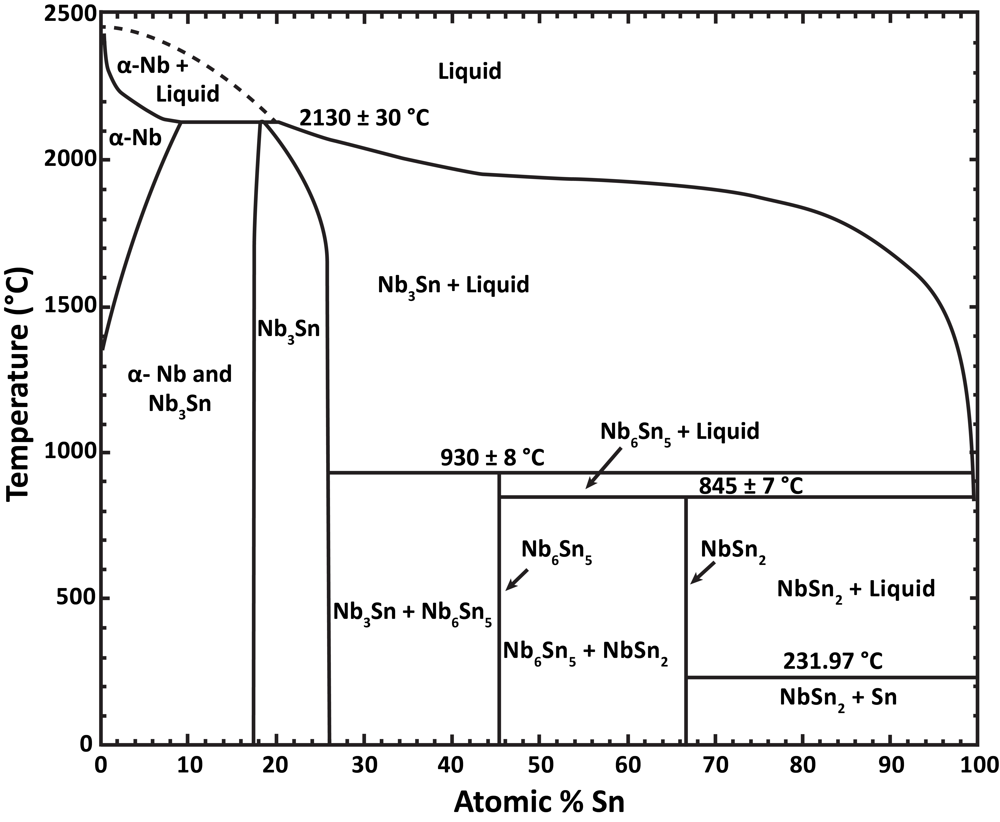 2500
α-Nb +
Liquid
Liquid
2130 ± 30 °C
α-Nb
2000
Nb₃Sn + Liquid
1500
Nb₃Sn
α- Nb and
Nb₃Sn
Nb₆Sn₅ + Liquid
1000
930 ± 8 °C
845 ± 7 °C
Nb₆Sn₅
NbSn₂
NbSn₂ + Liquid
500
Nb₃Sn + Nb₆Sn₅
Nb₆Sn₅ + NbSn₂
231.97 °C
NbSn₂ + Sn
0
0 10 20 30 40 50 60 70 80 90 100
Atomic % Sn
Temperature (°C)